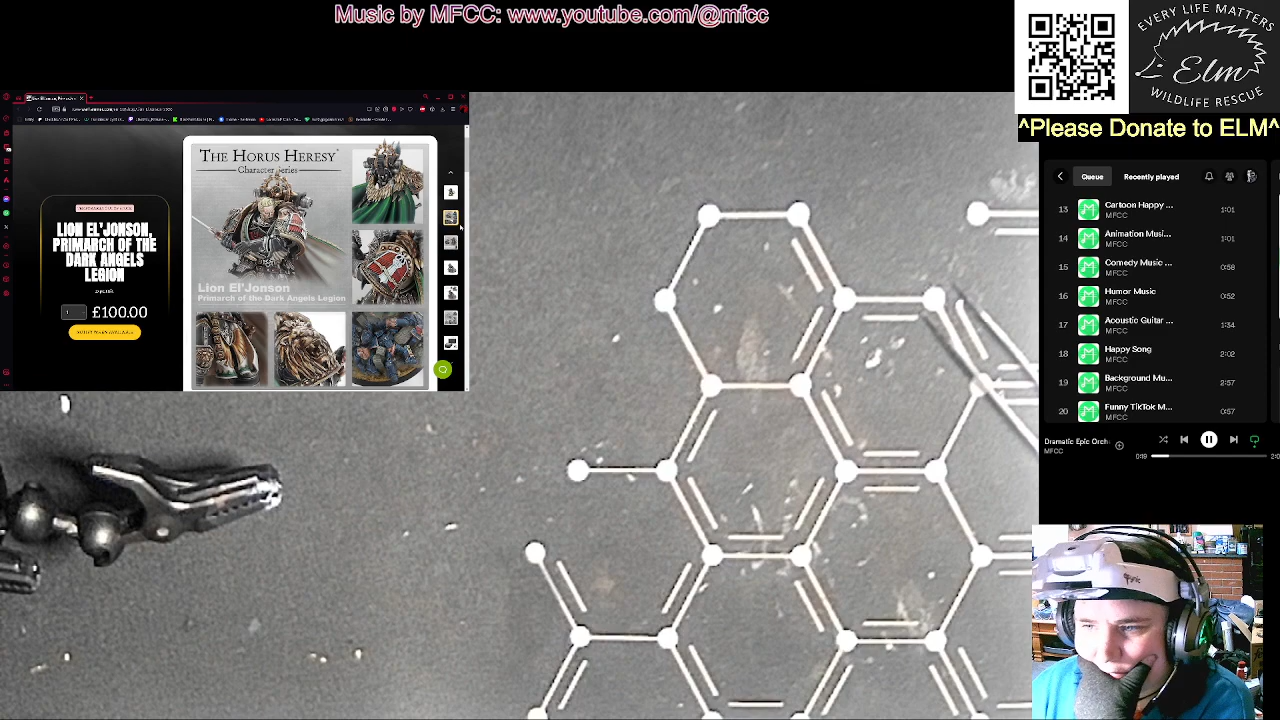 Music by MFCC: www.youtube.com/@mfcc
EVERY LIFE MATTERS
Elm
WILDLIFE RESCUE
^Please Donate to ELM^
LION EL'JONSON,
PRIMARCH OF THE
DARK ANGELS
LEGION
1
£100.00
THE HORUS HERESY
Character Series
Lion El'Jonson
Primarch of the Dark Angels Legion
Queue
Recently played
13 Cartoon Happy ... 1:01
MFCC
14 Animation Musi... 1:01
MFCC
15 Comedy Music ... 0:58
MFCC
16 Humor Music 0:52
MFCC
17 Acoustic Guitar ... 1:34
MFCC
18 Happy Song 2:02
MFCC
19 Background Mu... 2:57
MFCC
20 Funny TikTok M... 0:57
MFCC
Dramatic Epic Orch
MFCC
0:19